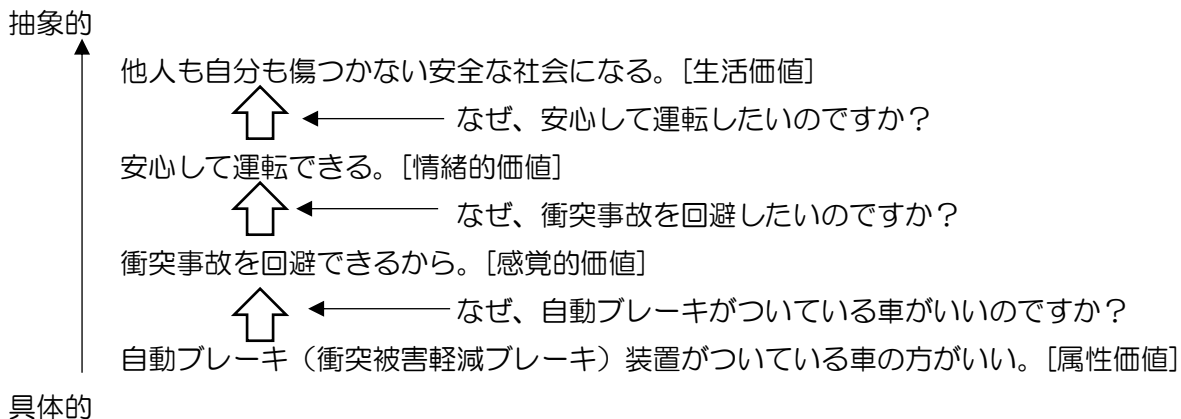 抽象的
他人も自分も傷つかない安全な社会になる。[生活価値]
なぜ、安心して運転したいのですか？
安心して運転できる。[情緒的価値]
なぜ、衝突事故を回避したいのですか？
衝突事故を回避できるから。[感覚的価値]
なぜ、自動ブレーキがついている車がいいのですか？
自動ブレーキ（衝突被害軽減ブレーキ）装置がついている車の方がいい。[属性価値]
具体的